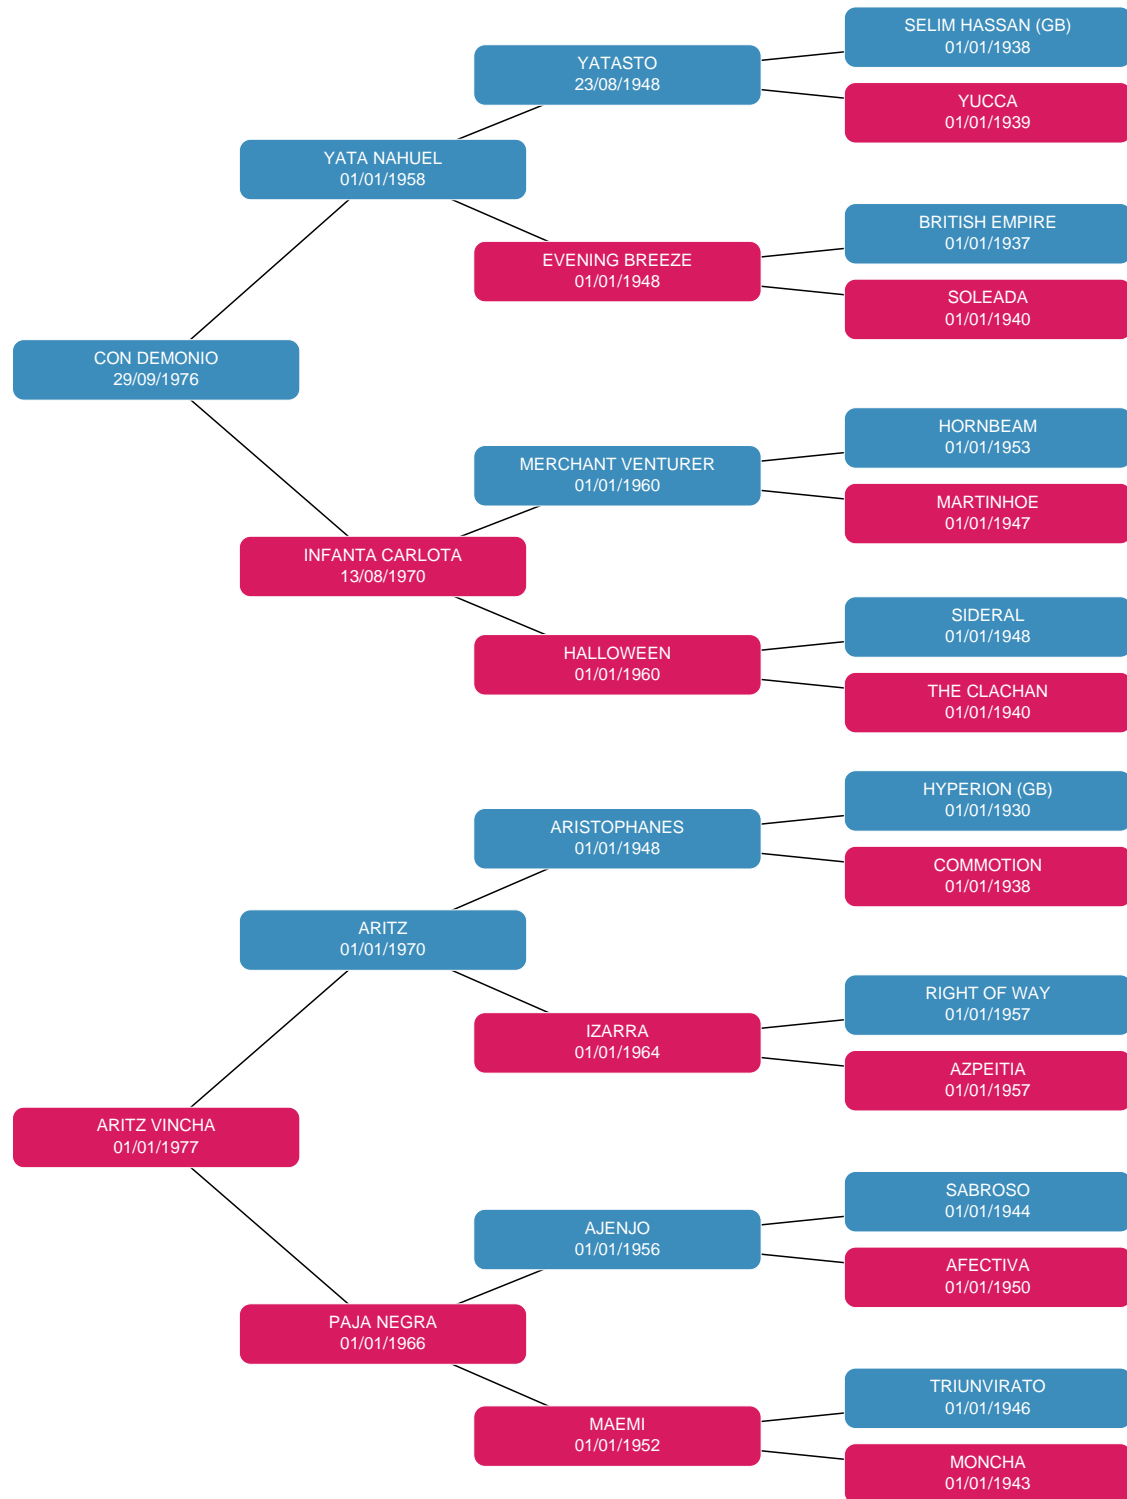 SELIM HASSAN (GB)
01/01/1938
YATASTO
23/08/1948
YUCCA
01/01/1939
YATA NAHUEL
01/01/1958
BRITISH EMPIRE
01/01/1937
EVENING BREEZE
01/01/1948
SOLEADA
01/01/1940
CON DEMONIO
29/09/1976
HORNBEAM
01/01/1953
MERCHANT VENTURER
01/01/1960
MARTINHOE
01/01/1947
INFANTA CARLOTA
13/08/1970
SIDERAL
01/01/1948
HALLOWEEN
01/01/1960
THE CLACHAN
01/01/1940
HYPERION (GB)
01/01/1930
ARISTOPHANES
01/01/1948
COMMOTION
01/01/1938
ARITZ
01/01/1970
RIGHT OF WAY
01/01/1957
IZARRA
01/01/1964
AZPEITIA
01/01/1957
ARITZ VINCHA
01/01/1977
SABROSO
01/01/1944
AJENJO
01/01/1956
AFECTIVA
01/01/1950
PAJA NEGRA
01/01/1966
TRIUNVIRATO
01/01/1946
MAEMI
01/01/1952
MONCHA
01/01/1943